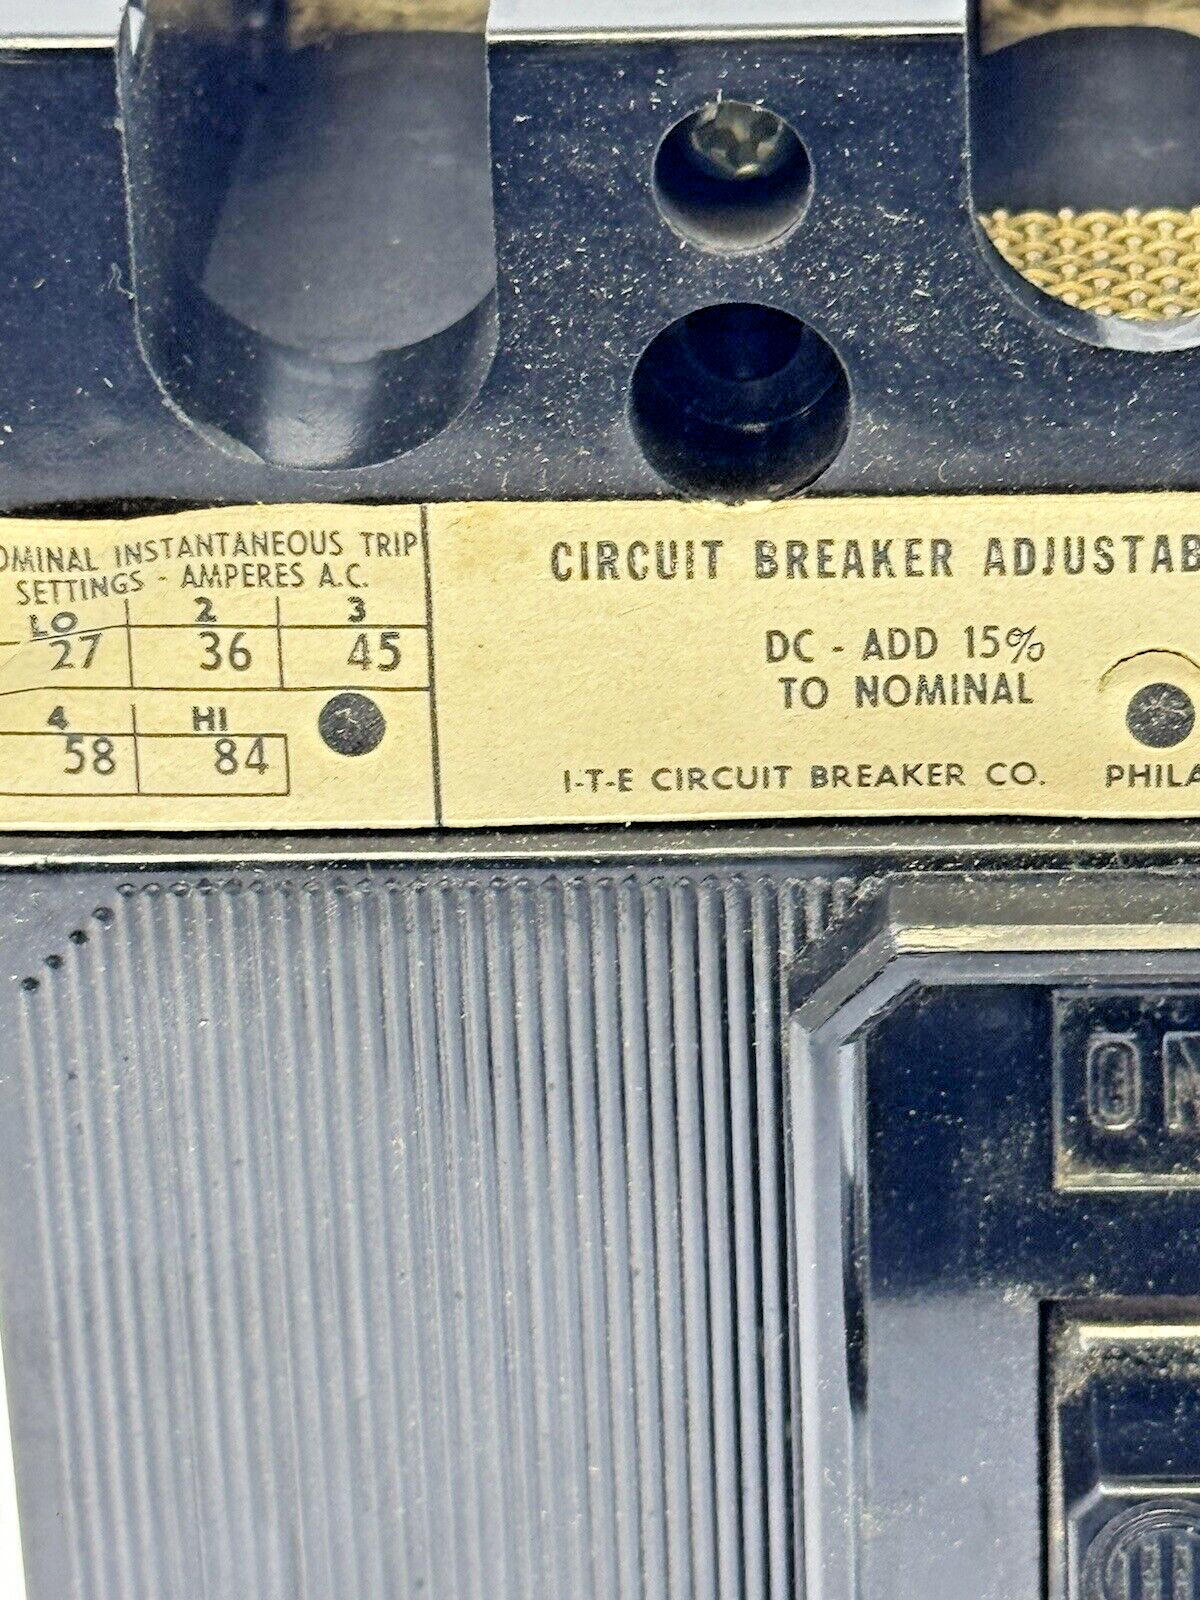 OMINAL INSTANTANEOUS TRIP
SETTINGS - AMPERES A.C.
LO 2 3
27 36 45
4 HI
58 84
CIRCUIT BREAKER ADJUSTAB
DC - ADD 15%
TO NOMINAL
I-T-E CIRCUIT BREAKER CO. PHILA
ON